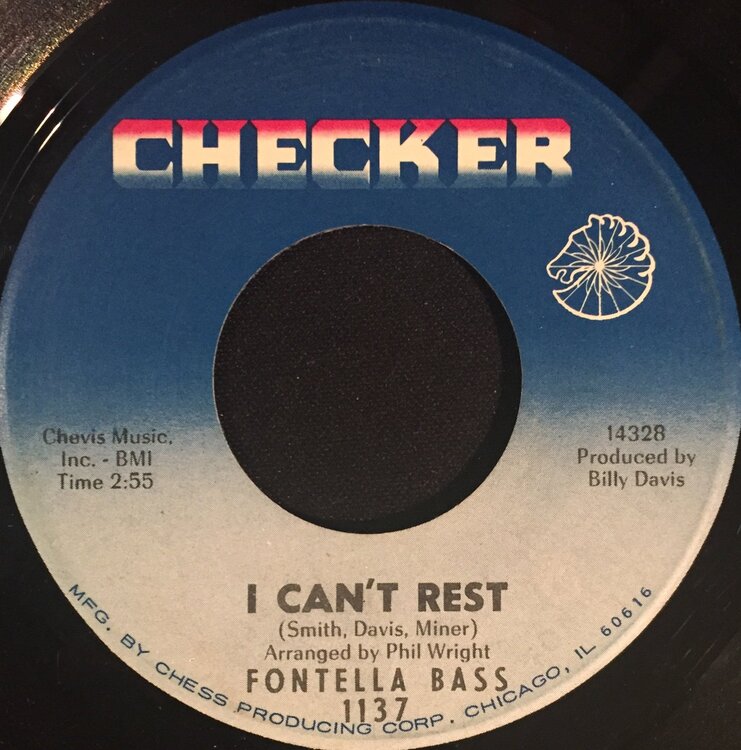 CHECKER
Chevis Music,
Inc. - BMI
Time 2:55
14328
Produced by
Billy Davis
I CAN'T REST
(Smith, Davis, Miner)
Arranged by Phil Wright
FONTELLA BASS
1137
MFG. BY CHESS PRODUCING CORP. CHICAGO, IL 60616